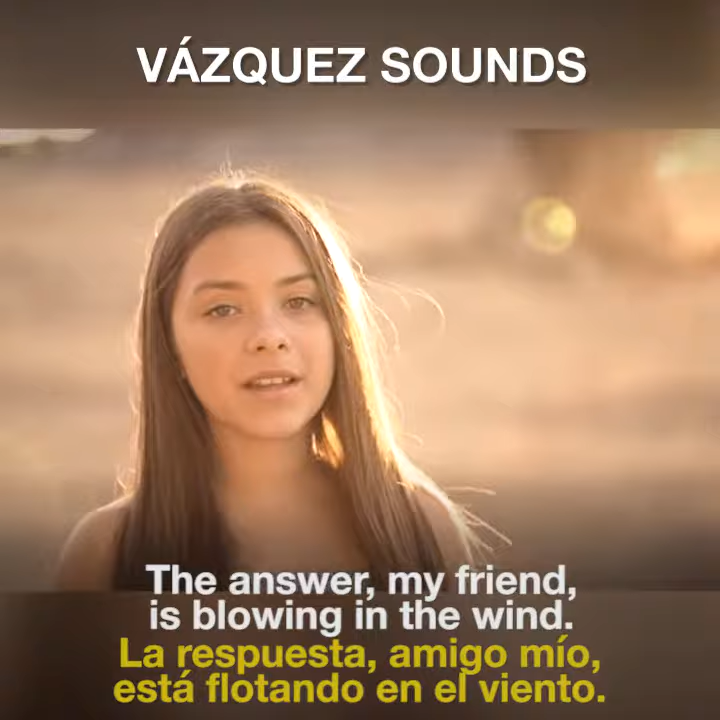 VÁZQUEZ SOUNDS
The answer, my friend,
is blowing in the wind.
La respuesta, amigo mío,
está flotando en el viento.